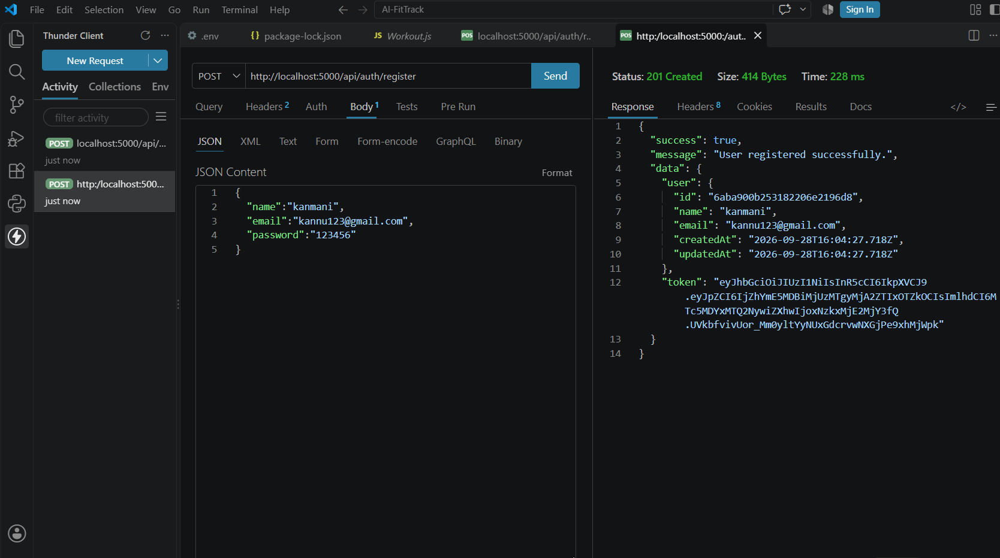 File Edit Selection View Go Run Terminal Help
AI-FitTrack
Sign In
Thunder Client
New Request
Activity Collections Env
filter activity
POST localhost:5000/api/...
just now
POST http:/localhost:500...
just now
.env
{} package-lock.json
JS Workout.js
POS localhost:5000/api/auth/r..
POS http:/localhost:5000:/aut..
POST http://localhost:5000/api/auth/register Send
Query Headers 2 Auth Body 1 Tests Pre Run
JSON XML Text Form Form-encode GraphQL Binary
JSON Content Format
1 {
2 "name":"kanmani",
3 "email":"kannu123@gmail.com",
4 "password":"123456"
5 }
Status: 201 Created Size: 414 Bytes Time: 228 ms
Response Headers 8 Cookies Results Docs </>
1 {
2 "success": true,
3 "message": "User registered successfully.",
4 "data": {
5 "user": {
6 "id": "6aba900b253182206e2196d8",
7 "name": "kanmani",
8 "email": "kannu123@gmail.com",
9 "createdAt": "2026-09-28T16:04:27.718Z",
10 "updatedAt": "2026-09-28T16:04:27.718Z"
11 },
12 "token": "eyJhbGciOiJIUzI1NiIsInR5cCI6IkpXVCJ9
.eyJpZCI6IjZhYmE5MDBiMjUzMTgyMjA2ZTIxOTZkOCIsImlhdCI6M
Tc5MDYxMTQ2NywiZXhwIjoxNzkxMjE2MjY3fQ
.UVkbfvivUor_Mm0yltYyNUxGdcrvwNXGjPe9xhMjWpk"
13 }
14 }